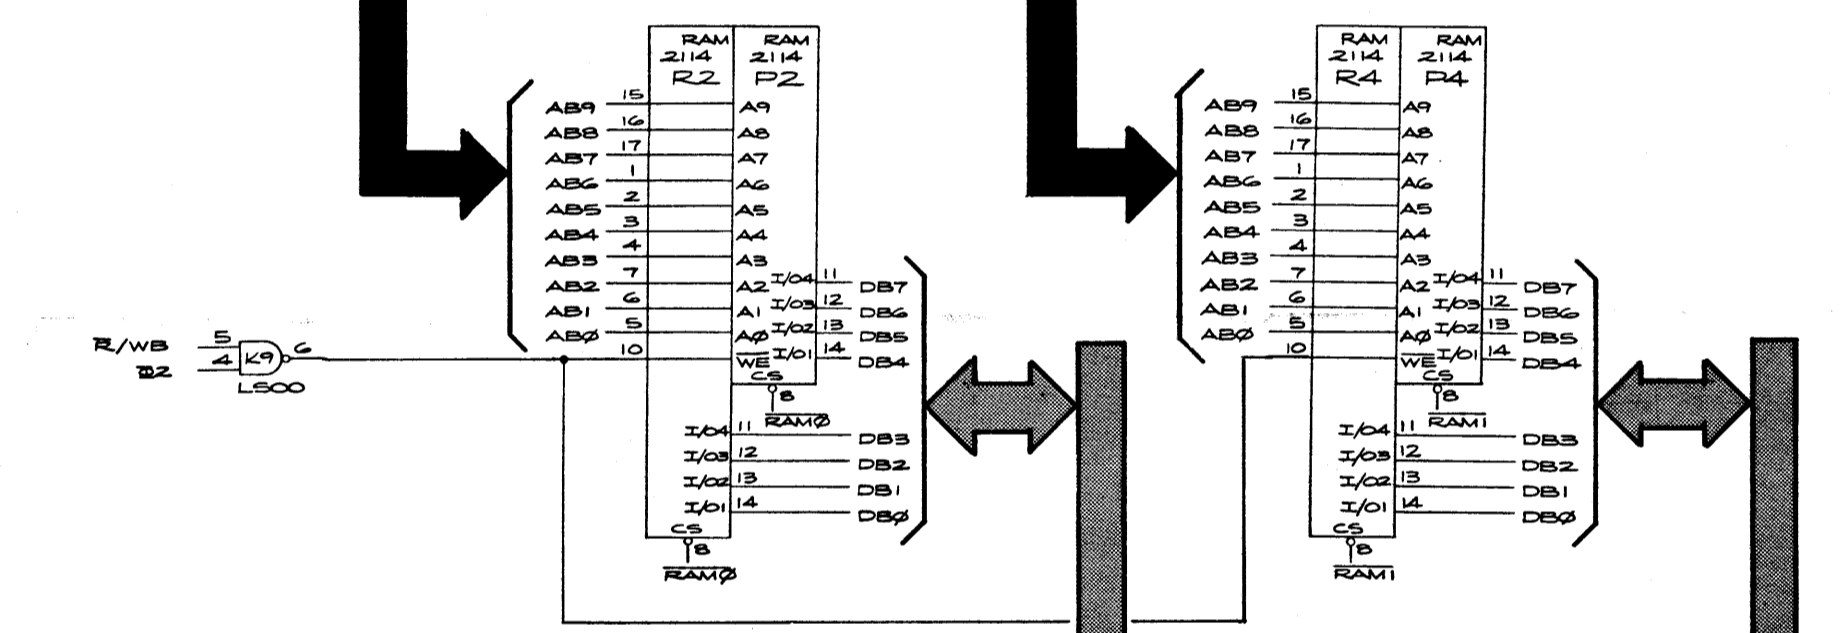 RAM RAM RAM RAM
2114 2114 2114 2114
R2 P2 R4 P4
AB9 15 A9 AB9 15 A9
AB8 16 A8 AB8 16 A8
AB7 17 A7 AB7 17 A7
AB6 1 A6 AB6 1 A6
AB5 2 A5 AB5 2 A5
AB4 3 A4 AB4 3 A4
AB3 4 A3 AB3 4 A3
AB2 7 A2 I/O4 11 DB7 AB2 7 A2 I/O4 11 DB7
AB1 6 A1 I/O3 12 DB6 AB1 6 A1 I/O3 12 DB6
ABØ 5 AØ I/O2 13 DB5 ABØ 5 AØ I/O2 13 DB5
R̅/WB 5 K9 6 10 W̅E̅ I/O1 14 DB4 10 W̅E̅ I/O1 14 DB4
Φ2 4
LS00
CS 8 CS 8
R̅A̅M̅Ø̅ R̅A̅M̅1̅
I/O4 11 DB3 I/O4 11 DB3
I/O3 12 DB2 I/O3 12 DB2
I/O2 13 DB1 I/O2 13 DB1
I/O1 14 DBØ I/O1 14 DBØ
CS 8 CS 8
R̅A̅M̅Ø̅ R̅A̅M̅1̅